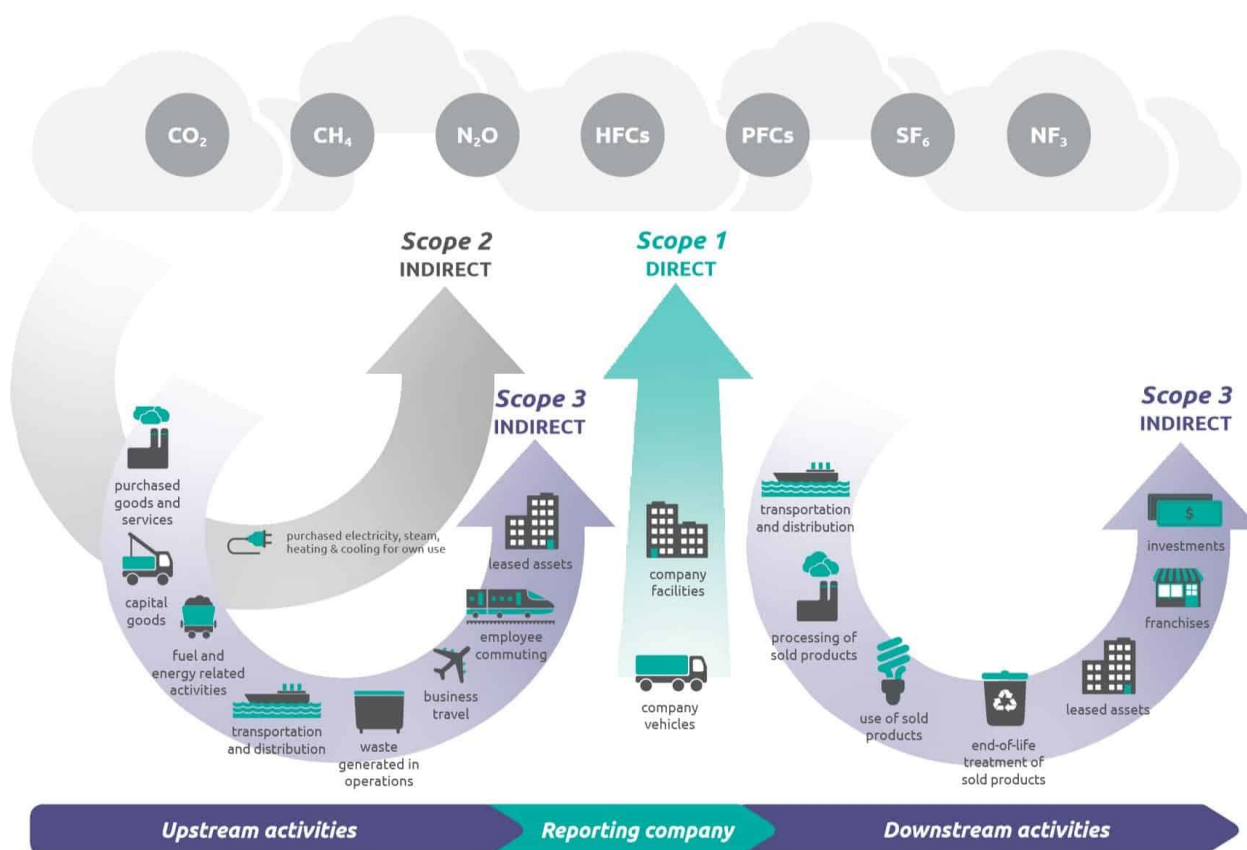 CO₂
CH₄
N₂O
HFCs
PFCs
SF₆
NF₃
Scope 2
INDIRECT
Scope 1
DIRECT
Scope 3
INDIRECT
Scope 3
INDIRECT
purchased
goods and
services
capital
goods
fuel and
energy related
activities
transportation
and distribution
waste
generated in
operations
business
travel
employee
commuting
leased assets
purchased electricity, steam,
heating & cooling for own use
company
facilities
company
vehicles
transportation
and distribution
processing of
sold products
use of sold
products
end-of-life
treatment of
sold products
leased assets
franchises
$
investments
Upstream activities
Reporting company
Downstream activities